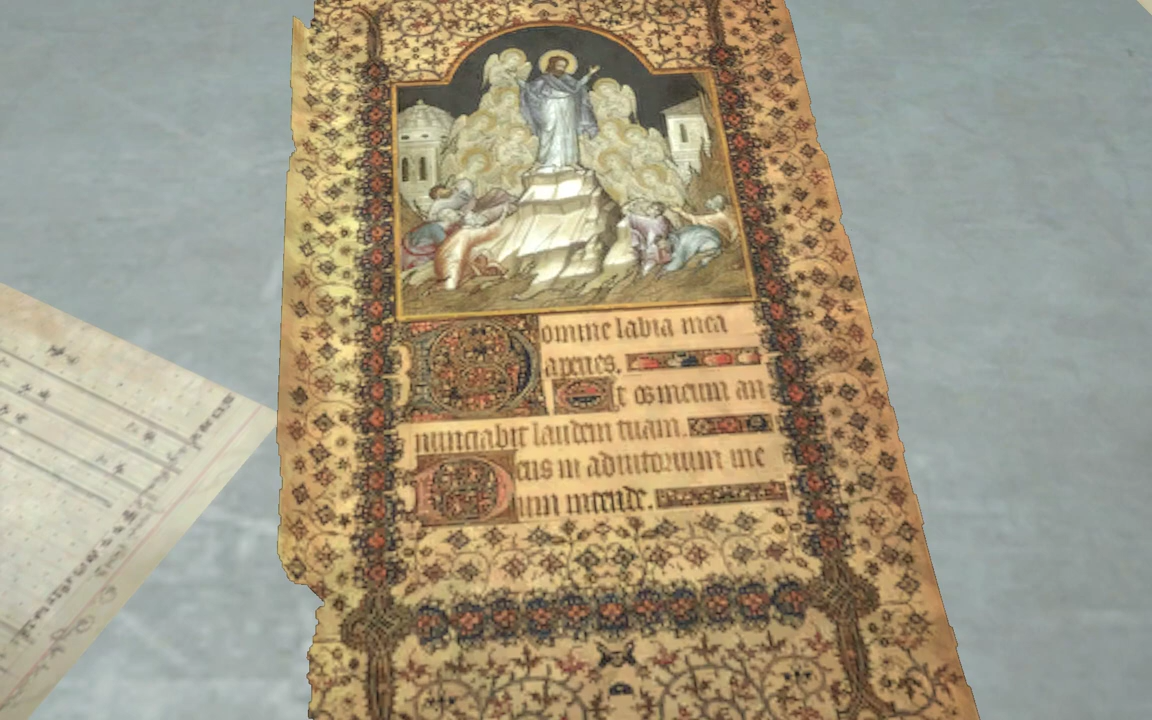 Domine labia mea
aperies.
Et os meum an
nunciabit laudem tuam.
Deus in adiutorium me
um intende.